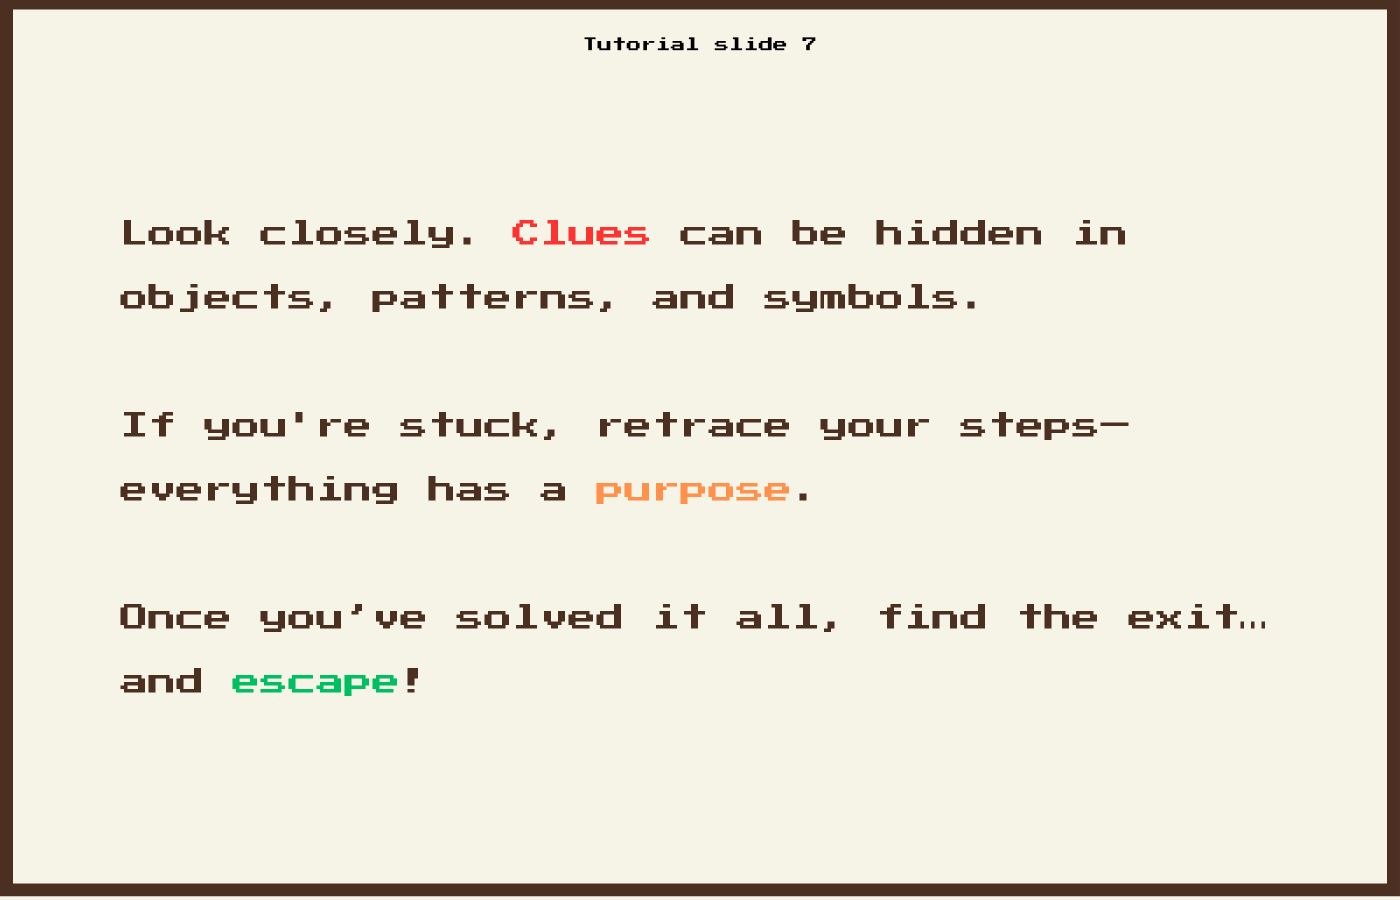 Tutorial slide 7
Look closely. Clues can be hidden in
objects, patterns, and symbols.
If you're stuck, retrace your steps—
everything has a purpose.
Once you’ve solved it all, find the exit…
and escape!